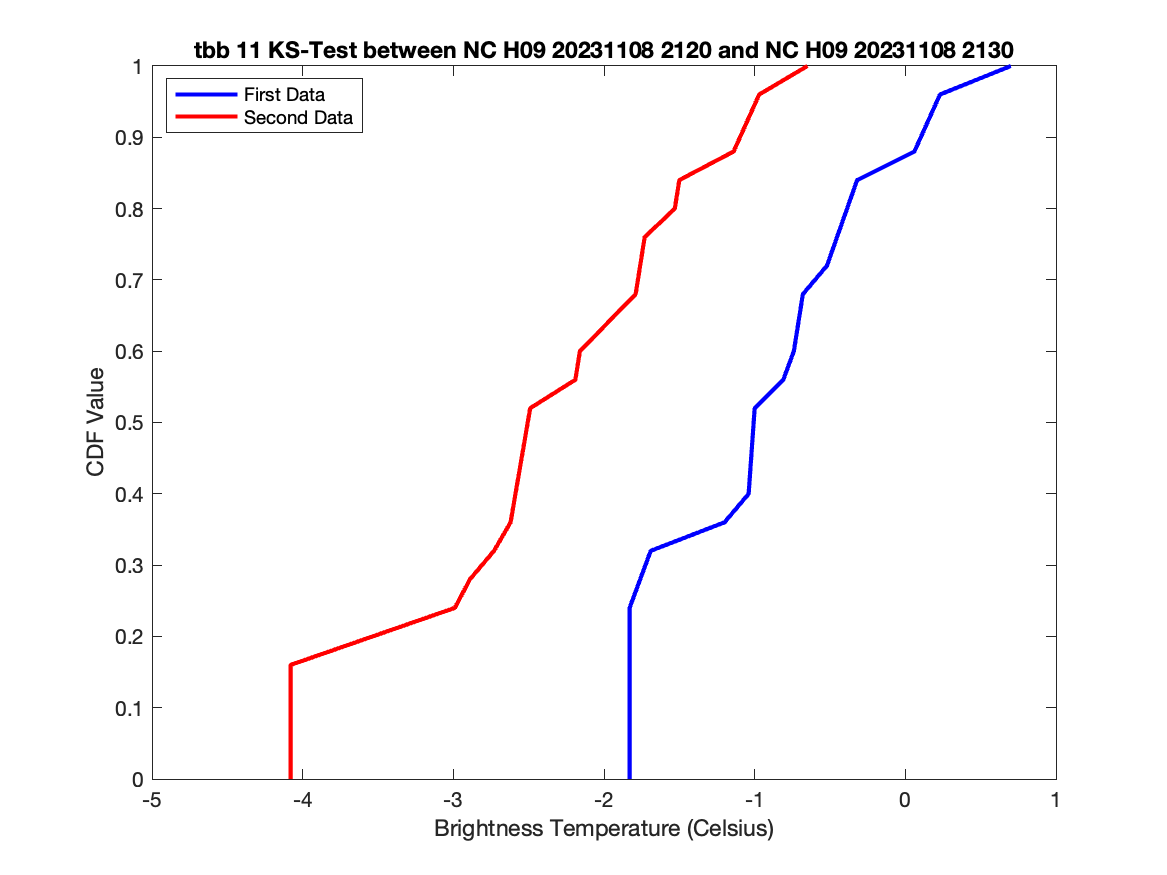 tbb 11 KS-Test between NC H09 20231108 2120 and NC H09 20231108 2130
First Data
Second Data
1
0.9
0.8
0.7
0.6
0.5
0.4
0.3
0.2
0.1
0
CDF Value
-5 -4 -3 -2 -1 0 1
Brightness Temperature (Celsius)